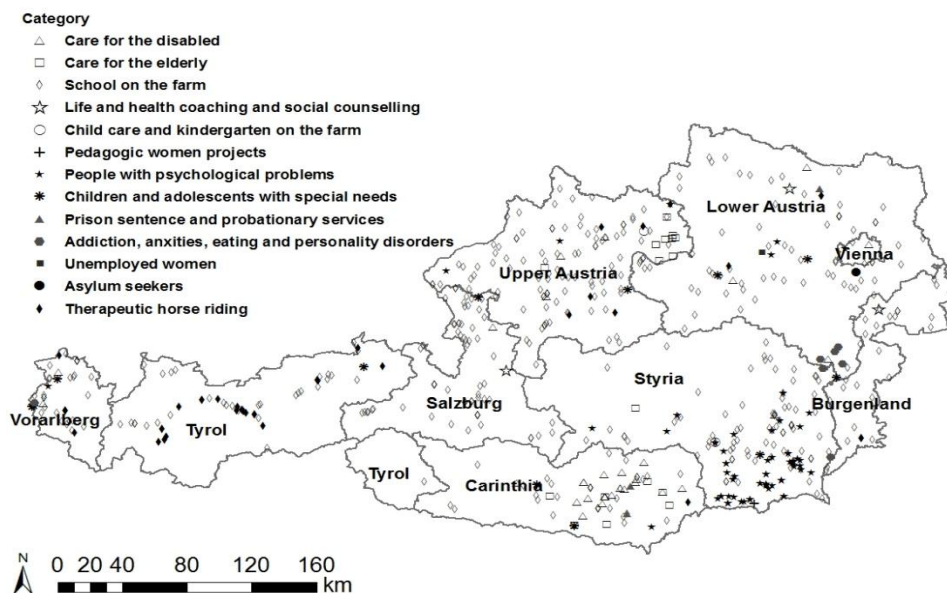 Category
Care for the disabled
Care for the elderly
School on the farm
Life and health coaching and social counselling
Child care and kindergarten on the farm
Pedagogic women projects
People with psychological problems
Children and adolescents with special needs
Prison sentence and probationary services
Addiction, anxities, eating and personality disorders
Unemployed women
Asylum seekers
Therapeutic horse riding
Lower Austria
Vienna
Upper Austria
Styria
Salzburg
Burgenland
Vorarlberg
Tyrol
Tyrol
Carinthia
N
0 20 40 80 120 160
km